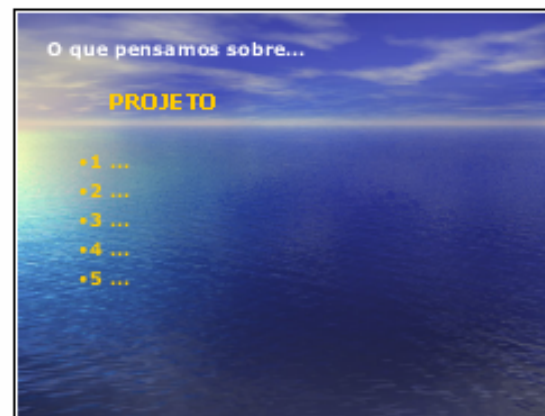 O que pensamos sobre...
PROJETO
•1 ...
•2 ...
•3 ...
•4 ...
•5 ...